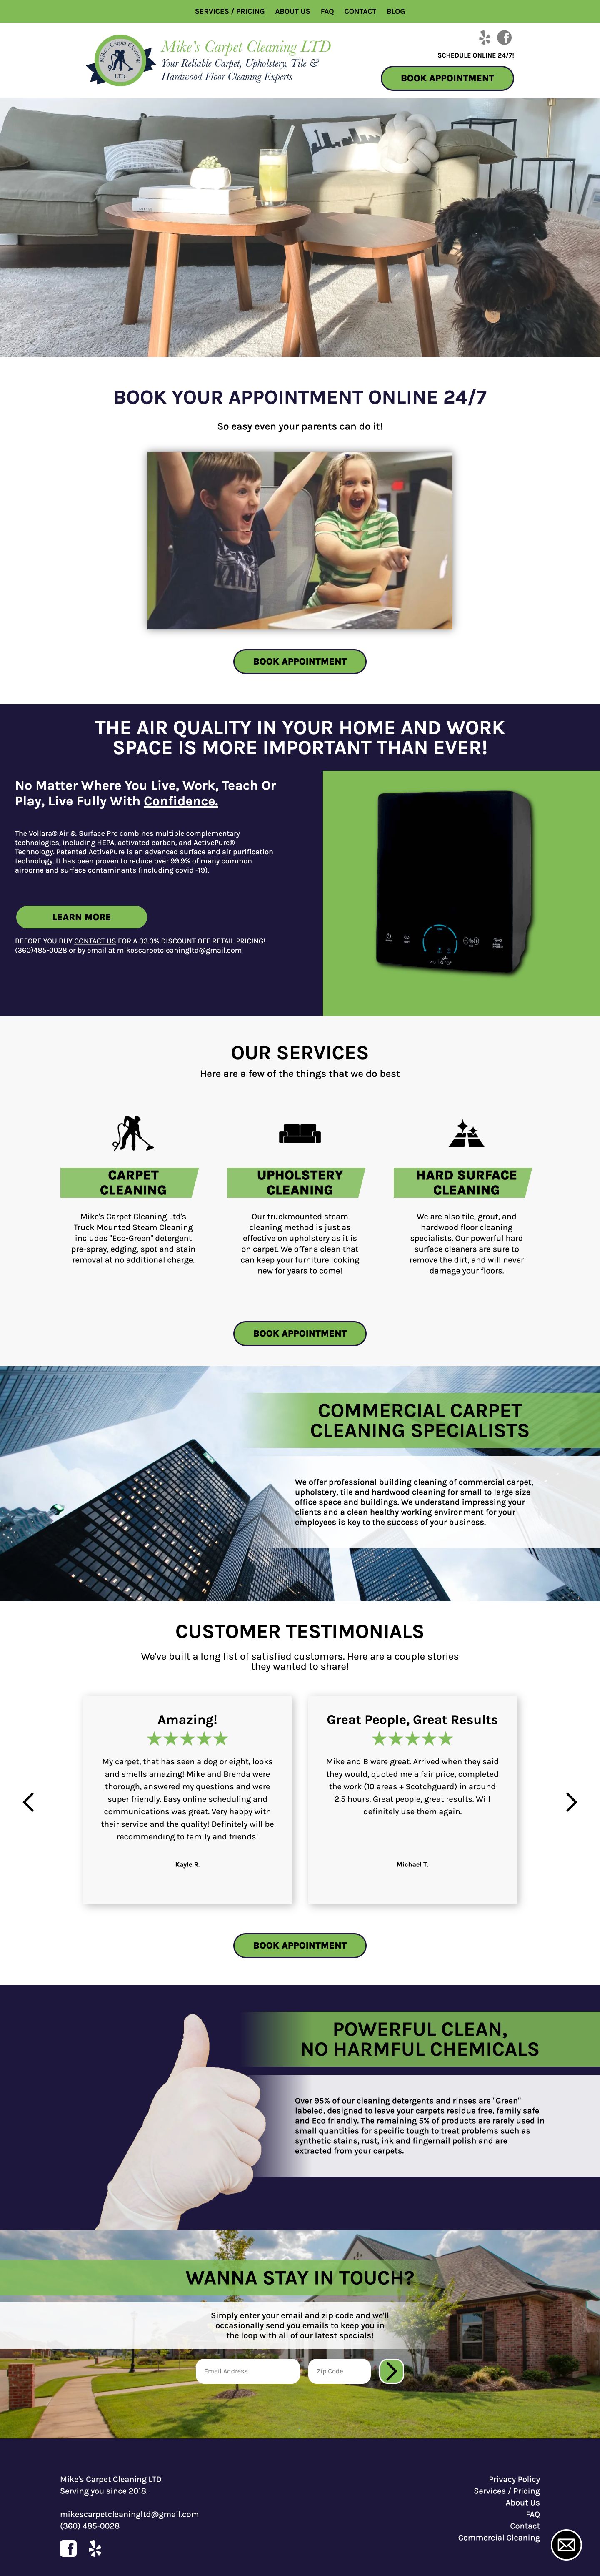 SERVICES / PRICING ABOUT US FAQ CONTACT BLOG
Mike's Carpet Cleaning
LTD
Mike's Carpet Cleaning LTD
Your Reliable Carpet, Upholstery, Tile &
Hardwood Floor Cleaning Experts
SCHEDULE ONLINE 24/7!
BOOK APPOINTMENT
BOOK YOUR APPOINTMENT ONLINE 24/7
So easy even your parents can do it!
BOOK APPOINTMENT
THE AIR QUALITY IN YOUR HOME AND WORK
SPACE IS MORE IMPORTANT THAN EVER!
No Matter Where You Live, Work, Teach Or
Play, Live Fully With Confidence.
The Vollara® Air & Surface Pro combines multiple complementary
technologies, including HEPA, activated carbon, and ActivePure®
Technology. Patented ActivePure is an advanced surface and air purification
technology. It has been proven to reduce over 99.9% of many common
airborne and surface contaminants (including covid -19).
LEARN MORE
BEFORE YOU BUY CONTACT US FOR A 33.3% DISCOUNT OFF RETAIL PRICING!
(360)485-0028 or by email at mikescarpetcleaningltd@gmail.com
vollara
OUR SERVICES
Here are a few of the things that we do best
CARPET
CLEANING
Mike's Carpet Cleaning Ltd's
Truck Mounted Steam Cleaning
includes "Eco-Green" detergent
pre-spray, edging, spot and stain
removal at no additional charge.
UPHOLSTERY
CLEANING
Our truckmounted steam
cleaning method is just as
effective on upholstery as it is
on carpet. We offer a clean that
can keep your furniture looking
new for years to come!
HARD SURFACE
CLEANING
We are also tile, grout, and
hardwood floor cleaning
specialists. Our powerful hard
surface cleaners are sure to
remove the dirt, and will never
damage your floors.
BOOK APPOINTMENT
COMMERCIAL CARPET
CLEANING SPECIALISTS
We offer professional building cleaning of commercial carpet,
upholstery, tile and hardwood cleaning for small to large size
office space and buildings. We understand impressing your
clients and a clean healthy working environment for your
employees is key to the success of your business.
CUSTOMER TESTIMONIALS
We've built a long list of satisfied customers. Here are a couple stories
they wanted to share!
Amazing!
My carpet, that has seen a dog or eight, looks
and smells amazing! Mike and Brenda were
thorough, answered my questions and were
super friendly. Easy online scheduling and
communications was great. Very happy with
their service and the quality! Definitely will be
recommending to family and friends!
Kayle R.
Great People, Great Results
Mike and B were great. Arrived when they said
they would, quoted me a fair price, completed
the work (10 areas + Scotchguard) in around
2.5 hours. Great people, great results. Will
definitely use them again.
Michael T.
BOOK APPOINTMENT
POWERFUL CLEAN,
NO HARMFUL CHEMICALS
Over 95% of our cleaning detergents and rinses are "Green"
labeled, designed to leave your carpets residue free, family safe
and Eco friendly. The remaining 5% of products are rarely used in
small quantities for specific tough to treat problems such as
synthetic stains, rust, ink and fingernail polish and are
extracted from your carpets.
WANNA STAY IN TOUCH?
Simply enter your email and zip code and we'll
occasionally send you emails to keep you in
the loop with all of our latest specials!
Email Address
Zip Code
Mike's Carpet Cleaning LTD
Serving you since 2018.
mikescarpetcleaningltd@gmail.com
(360) 485-0028
Privacy Policy
Services / Pricing
About Us
FAQ
Contact
Commercial Cleaning